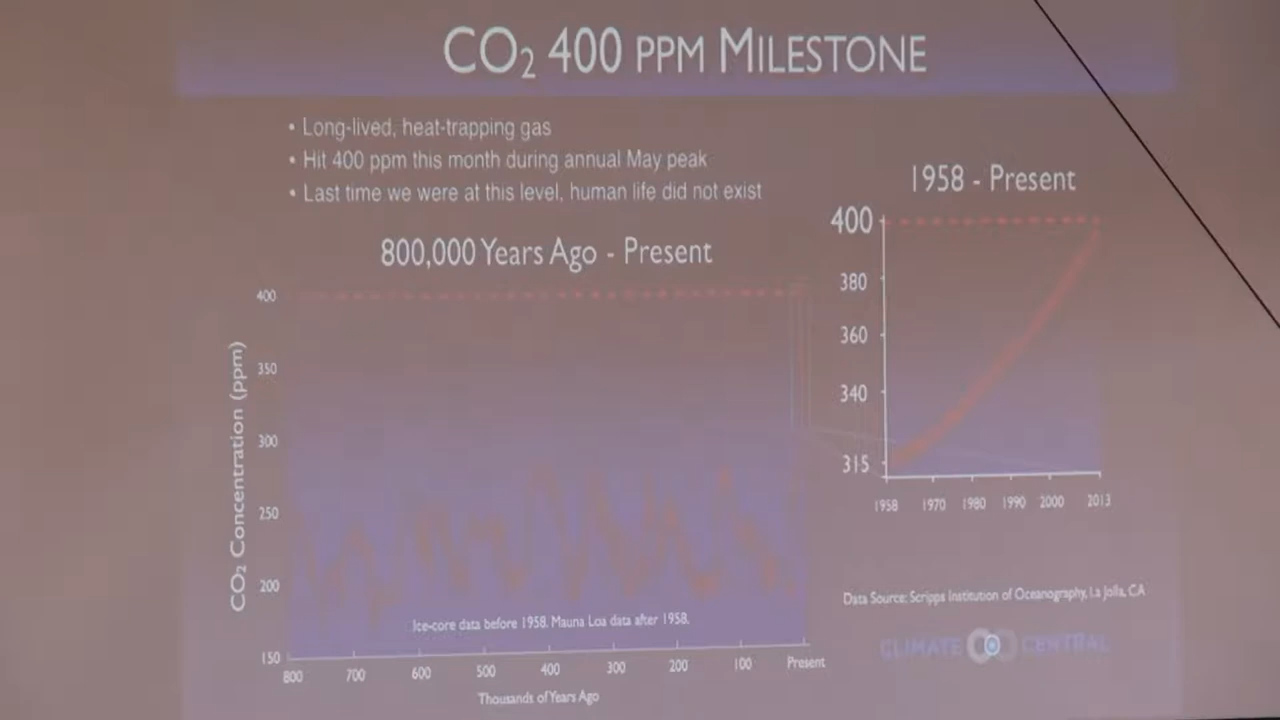 CO₂ 400 PPM MILESTONE
• Long-lived, heat-trapping gas
• Hit 400 ppm this month during annual May peak
• Last time we were at this level, human life did not exist
800,000 Years Ago - Present
400
350
300
250
200
150
CO₂ Concentration (ppm)
Ice-core data before 1958. Mauna Loa data after 1958.
800 700 600 500 400 300 200 100 Present
Thousands of Years Ago
1958 - Present
400
380
360
340
315
1958 1970 1980 1990 2000 2013
Data Source: Scripps Institution of Oceanography, La Jolla, CA
CLIMATE CENTRAL